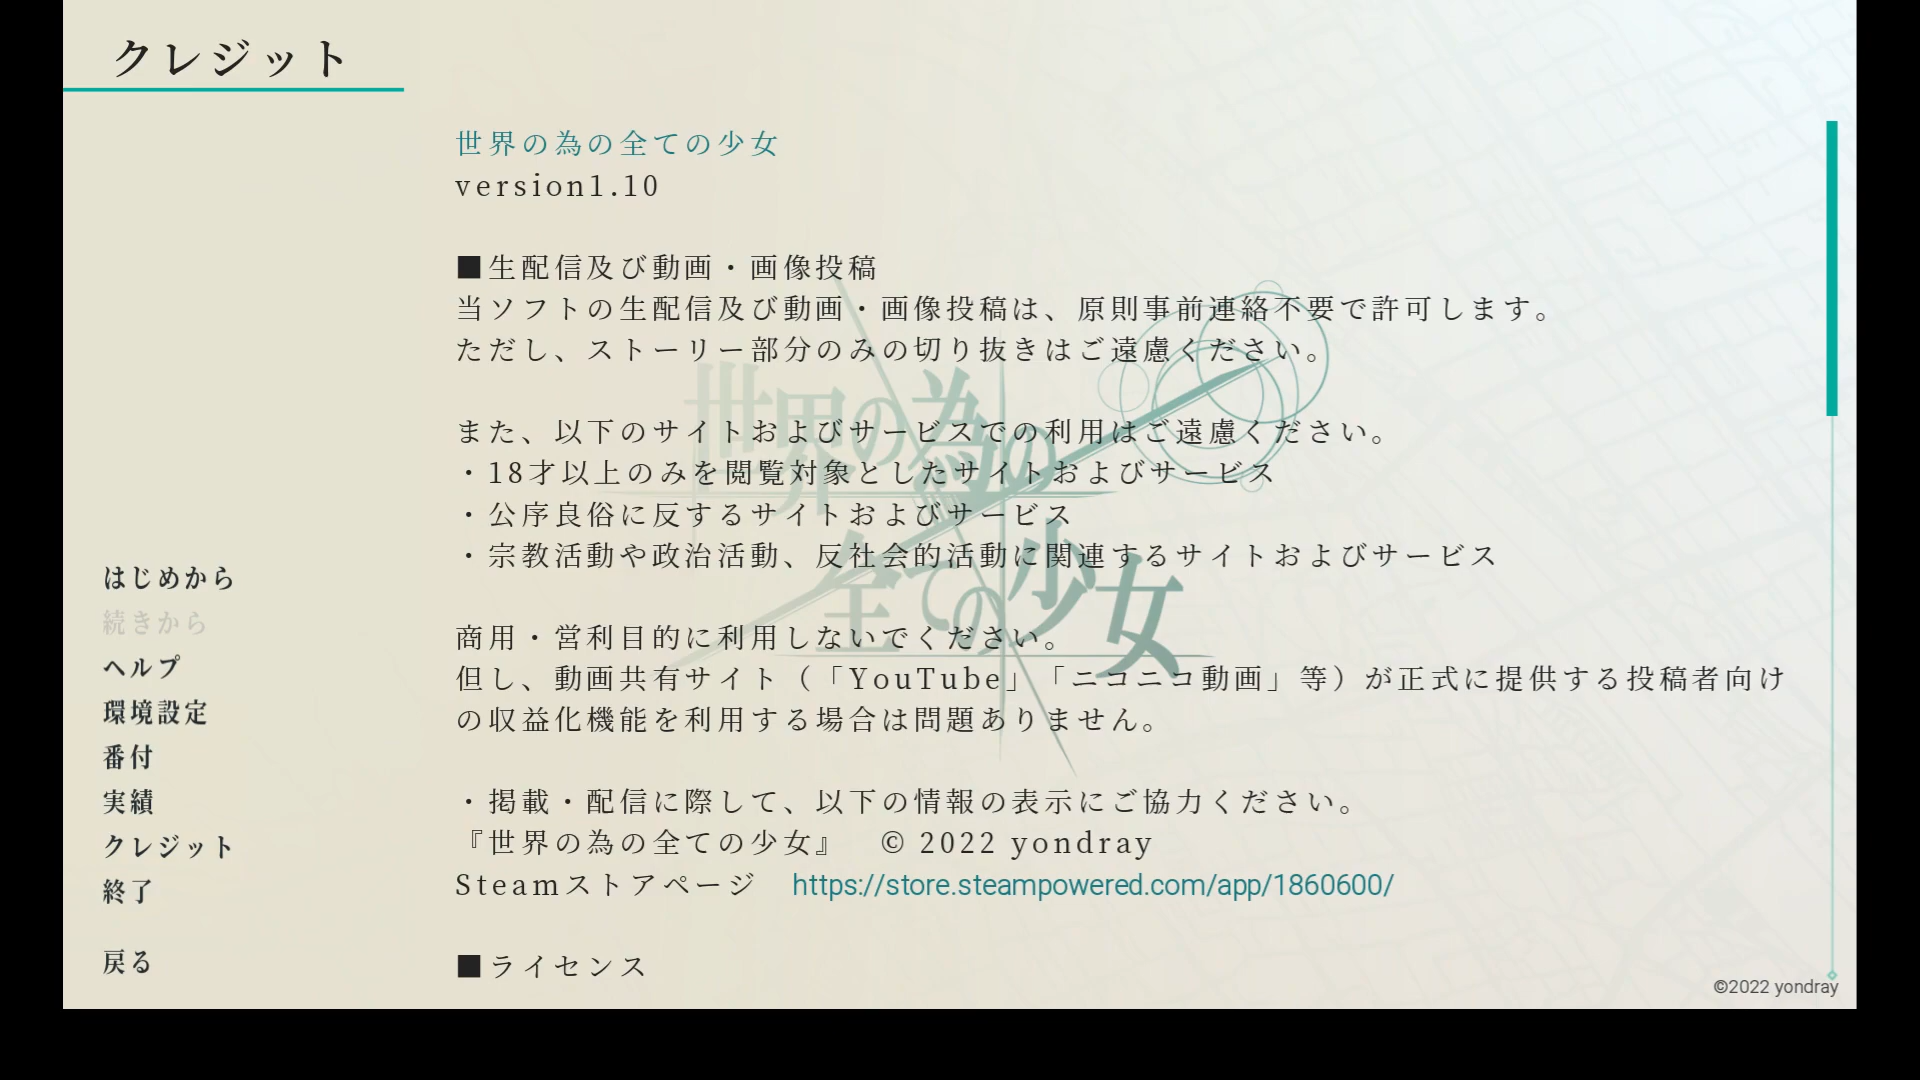 クレジット
世界の為の全ての少女
version1.10
■生配信及び動画・画像投稿
当ソフトの生配信及び動画・画像投稿は、原則事前連絡不要で許可します。
ただし、ストーリー部分のみの切り抜きはご遠慮ください。
また、以下のサイトおよびサービスでの利用はご遠慮ください。
・18才以上のみを閲覧対象としたサイトおよびサービス
・公序良俗に反するサイトおよびサービス
・宗教活動や政治活動、反社会的活動に関連するサイトおよびサービス
商用・営利目的に利用しないでください。
但し、動画共有サイト（「YouTube」「ニコニコ動画」等）が正式に提供する投稿者向け
の収益化機能を利用する場合は問題ありません。
・掲載・配信に際して、以下の情報の表示にご協力ください。
『世界の為の全ての少女』　© 2022 yondray
Steamストアページ　https://store.steampowered.com/app/1860600/
■ライセンス
世界の為の
全ての少女
はじめから
続きから
ヘルプ
環境設定
番付
実績
クレジット
終了
戻る
©2022 yondray